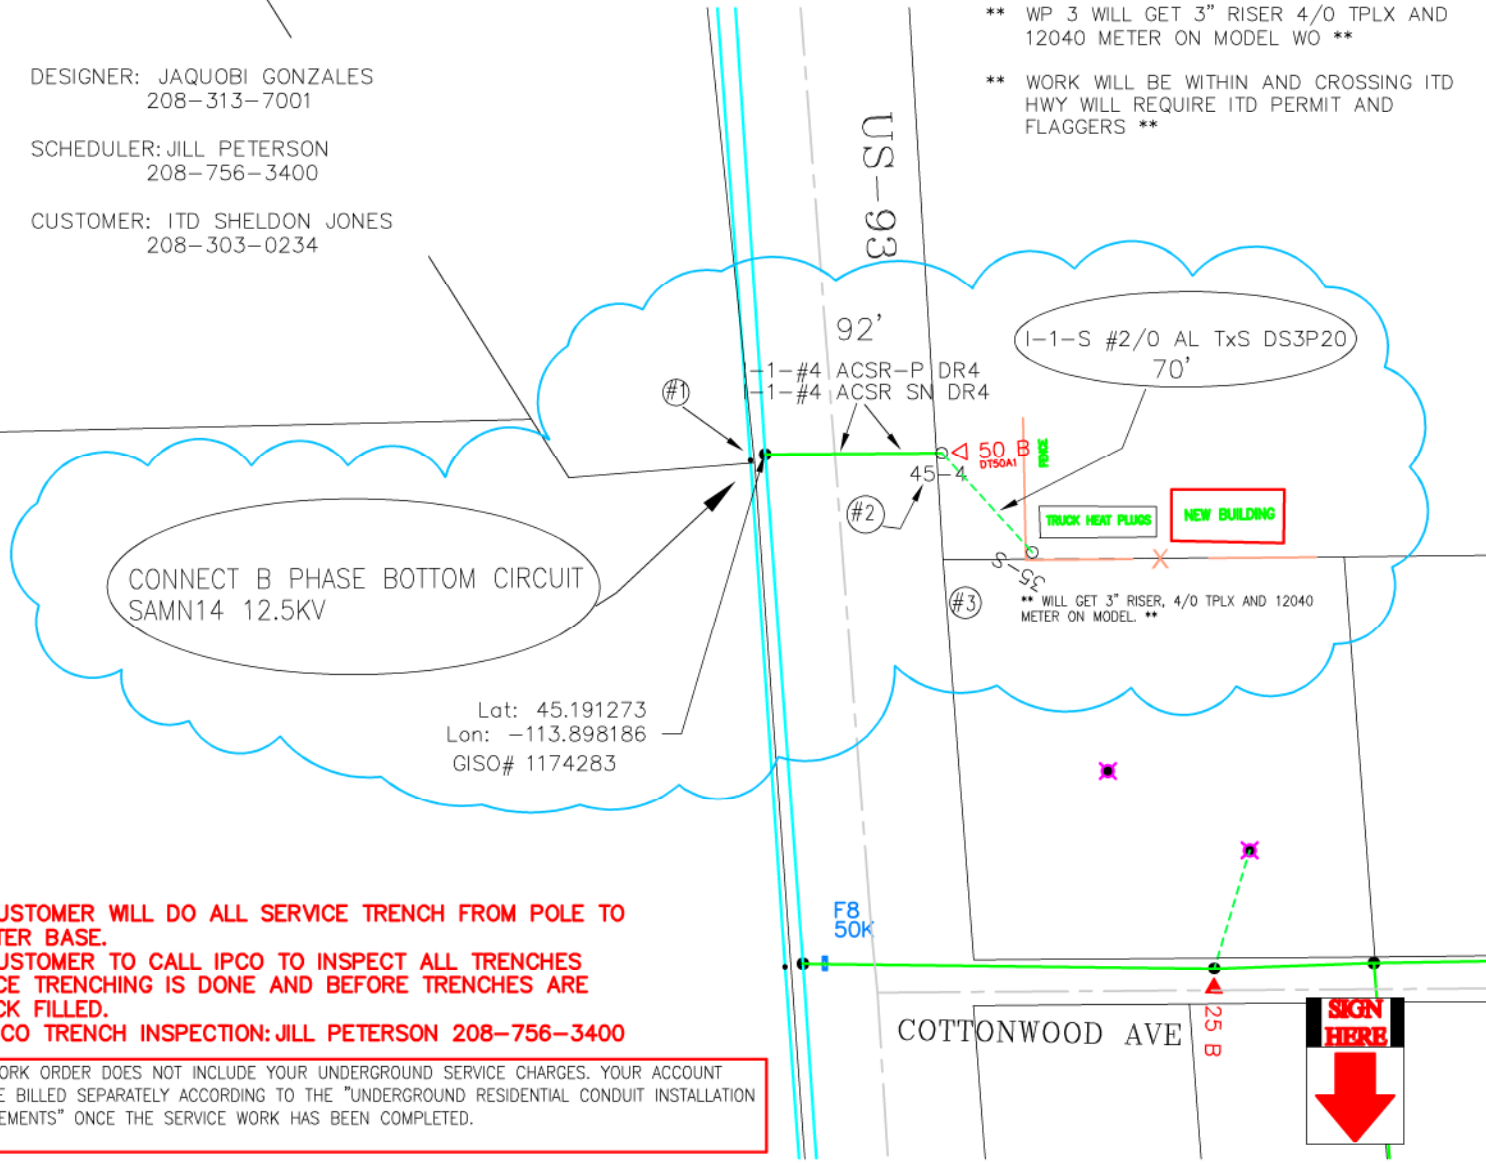 DESIGNER: JAQUOBI GONZALES
208-313-7001
SCHEDULER: JILL PETERSON
208-756-3400
CUSTOMER: ITD SHELDON JONES
208-303-0234
** WP 3 WILL GET 3" RISER 4/0 TPLX AND
12040 METER ON MODEL WO **
** WORK WILL BE WITHIN AND CROSSING ITD
HWY WILL REQUIRE ITD PERMIT AND
FLAGGERS **
US-93
92'
I-1-#4 ACSR-P DR4
I-1-#4 ACSR SN DR4
I-1-S #2/0 AL TxS DS3P20
70'
#1
50 B
DT50A1
FENCE
45-4
#2
TRUCK HEAT PLUGS
NEW BUILDING
35-S
#3
** WILL GET 3" RISER, 4/0 TPLX AND 12040
METER ON MODEL. **
CONNECT B PHASE BOTTOM CIRCUIT
SAMN14 12.5KV
Lat: 45.191273
Lon: -113.898186
GISO# 1174283
USTOMER WILL DO ALL SERVICE TRENCH FROM POLE TO
TER BASE.
USTOMER TO CALL IPCO TO INSPECT ALL TRENCHES
CE TRENCHING IS DONE AND BEFORE TRENCHES ARE
CK FILLED.
CO TRENCH INSPECTION: JILL PETERSON 208-756-3400
ORK ORDER DOES NOT INCLUDE YOUR UNDERGROUND SERVICE CHARGES. YOUR ACCOUNT
E BILLED SEPARATELY ACCORDING TO THE "UNDERGROUND RESIDENTIAL CONDUIT INSTALLATION
EMENTS" ONCE THE SERVICE WORK HAS BEEN COMPLETED.
F8
50K
COTTONWOOD AVE
25 B
SIGN
HERE